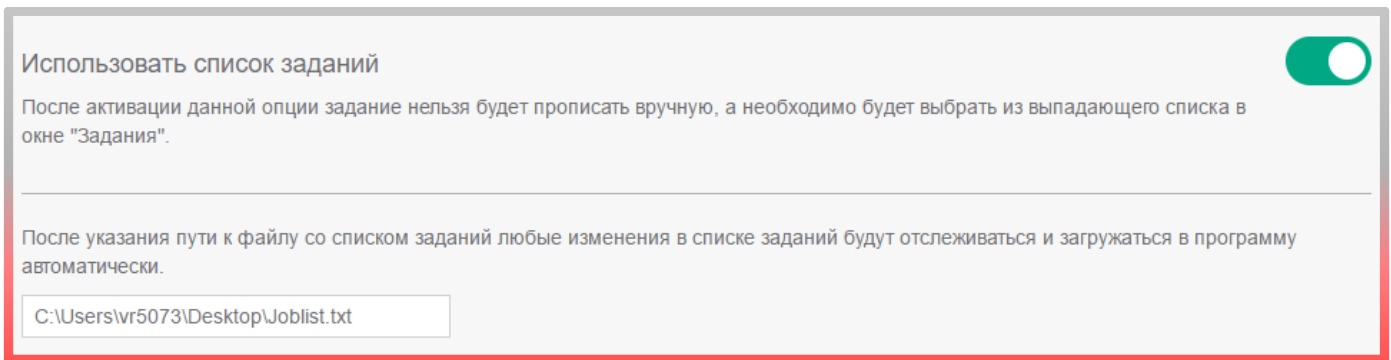 Использовать список заданий
После активации данной опции задание нельзя будет прописать вручную, а необходимо будет выбрать из выпадающего списка в
окне "Задания".
После указания пути к файлу со списком заданий любые изменения в списке заданий будут отслеживаться и загружаться в программу
автоматически.
C:\Users\vr5073\Desktop\Joblist.txt